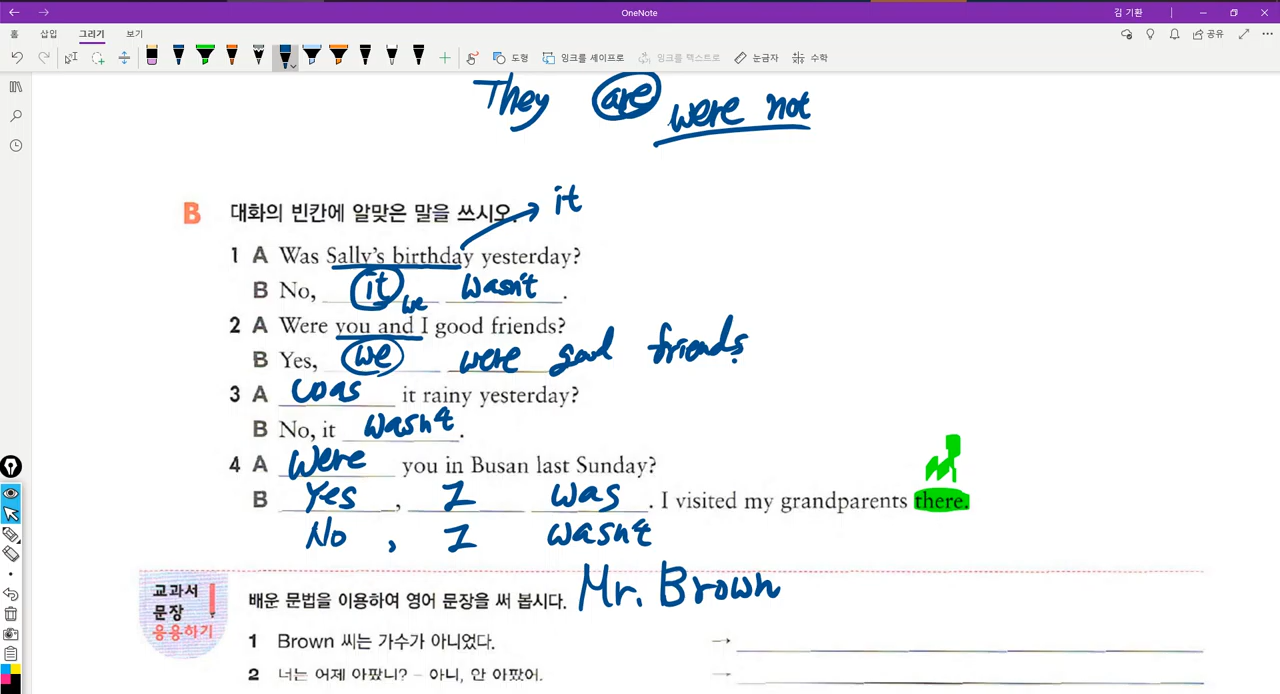 OneNote
김 기환
홈 삽입 그리기 보기
도형 잉크를 셰이프로 잉크를 텍스트로 눈금자 수학 공유
They are were not
B 대화의 빈칸에 알맞은 말을 쓰시오. it
1 A Was Sally's birthday yesterday?
B No, it wasn't.
we
2 A Were you and I good friends?
B Yes, we were good friends.
3 A was it rainy yesterday?
B No, it wasn't.
4 A Were you in Busan last Sunday?
B Yes, I was. I visited my grandparents there.
No, I wasn't
Mr. Brown
교과서
문장
응용하기
배운 문법을 이용하여 영어 문장을 써 봅시다.
1 Brown 씨는 가수가 아니었다. →
2 너는 어제 아팠니? – 아니, 안 아팠어. →